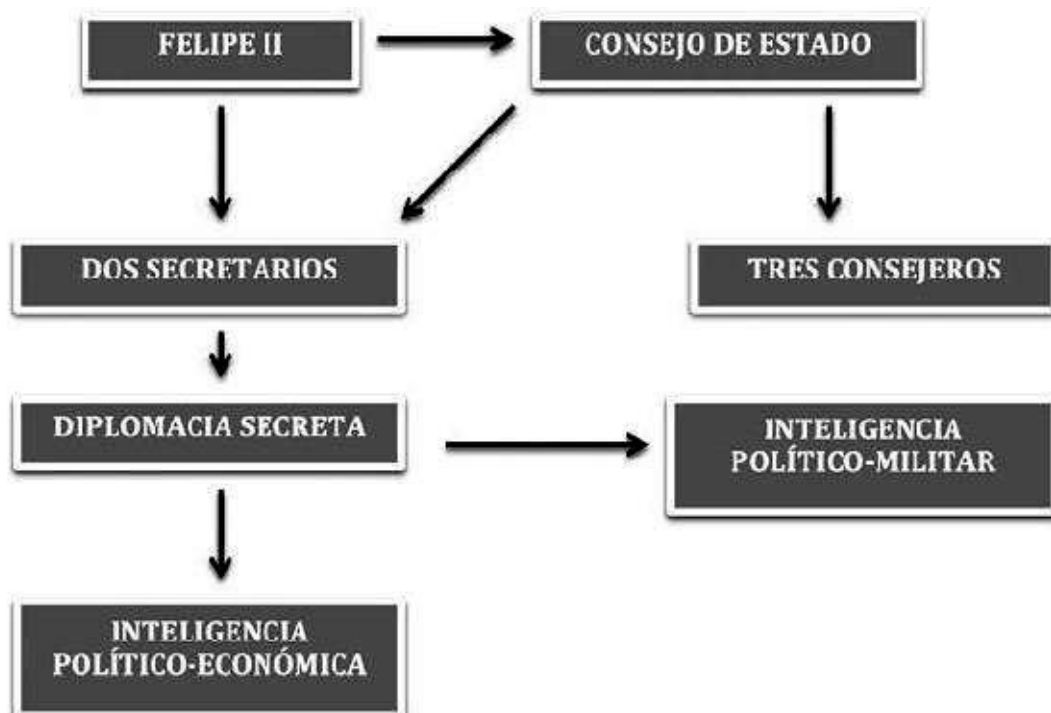 FELIPE II
CONSEJO DE ESTADO
DOS SECRETARIOS
TRES CONSEJEROS
DIPLOMACIA SECRETA
INTELIGENCIA
POLÍTICO-MILITAR
INTELIGENCIA
POLÍTICO-ECONÓMICA